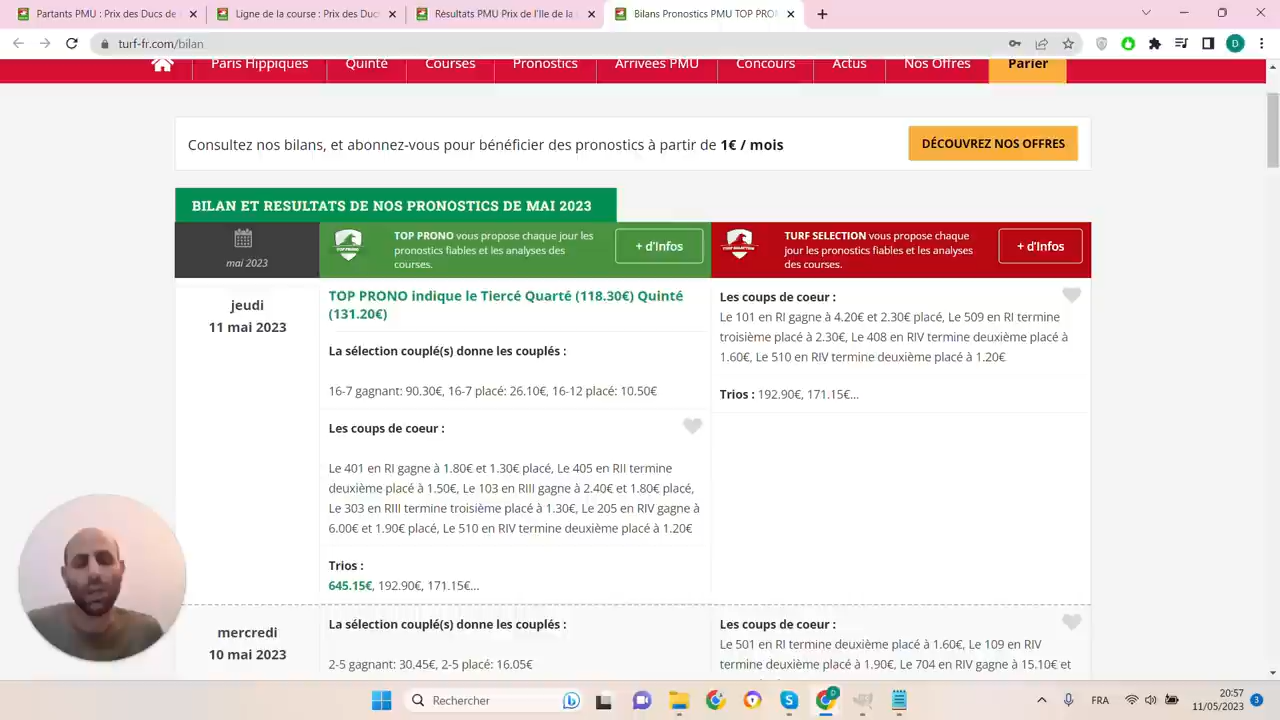 Partants PMU : Prix des Ducs de
Ligne de la course : Prix des Duc
Résultats PMU Prix de l'Ile de la
Bilans Pronostics PMU TOP PRON
turf-fr.com/bilan
D
Paris Hippiques
Quinté
Courses
Pronostics
Arrivées PMU
Concours
Actus
Nos Offres
Parier
Consultez nos bilans, et abonnez-vous pour bénéficier des pronostics à partir de 1€ / mois
DÉCOUVREZ NOS OFFRES
BILAN ET RESULTATS DE NOS PRONOSTICS DE MAI 2023
mai 2023
TOP PRONO
TOP PRONO vous propose chaque jour les
pronostics fiables et les analyses des
courses.
+ d'Infos
TURF SELECTION
TURF SELECTION vous propose chaque
jour les pronostics fiables et les analyses
des courses.
+ d'Infos
jeudi
11 mai 2023
TOP PRONO indique le Tiercé Quarté (118.30€) Quinté
(131.20€)
La sélection couplé(s) donne les couplés :
16-7 gagnant: 90.30€, 16-7 placé: 26.10€, 16-12 placé: 10.50€
Les coups de coeur :
Le 401 en RI gagne à 1.80€ et 1.30€ placé, Le 405 en RII termine
deuxième placé à 1.50€, Le 103 en RIII gagne à 2.40€ et 1.80€ placé,
Le 303 en RIII termine troisième placé à 1.30€, Le 205 en RIV gagne à
6.00€ et 1.90€ placé, Le 510 en RIV termine deuxième placé à 1.20€
Trios :
645.15€, 192.90€, 171.15€...
Les coups de coeur :
Le 101 en RI gagne à 4.20€ et 2.30€ placé, Le 509 en RI termine
troisième placé à 2.30€, Le 408 en RIV termine deuxième placé à
1.60€, Le 510 en RIV termine deuxième placé à 1.20€
Trios : 192.90€, 171.15€...
mercredi
10 mai 2023
La sélection couplé(s) donne les couplés :
2-5 gagnant: 30.45€, 2-5 placé: 16.05€
Les coups de coeur :
Le 501 en RI termine deuxième placé à 1.60€, Le 109 en RIV
termine deuxième placé à 1.90€, Le 704 en RIV gagne à 15.10€ et
Rechercher
D
FRA
20:57
11/05/2023
3